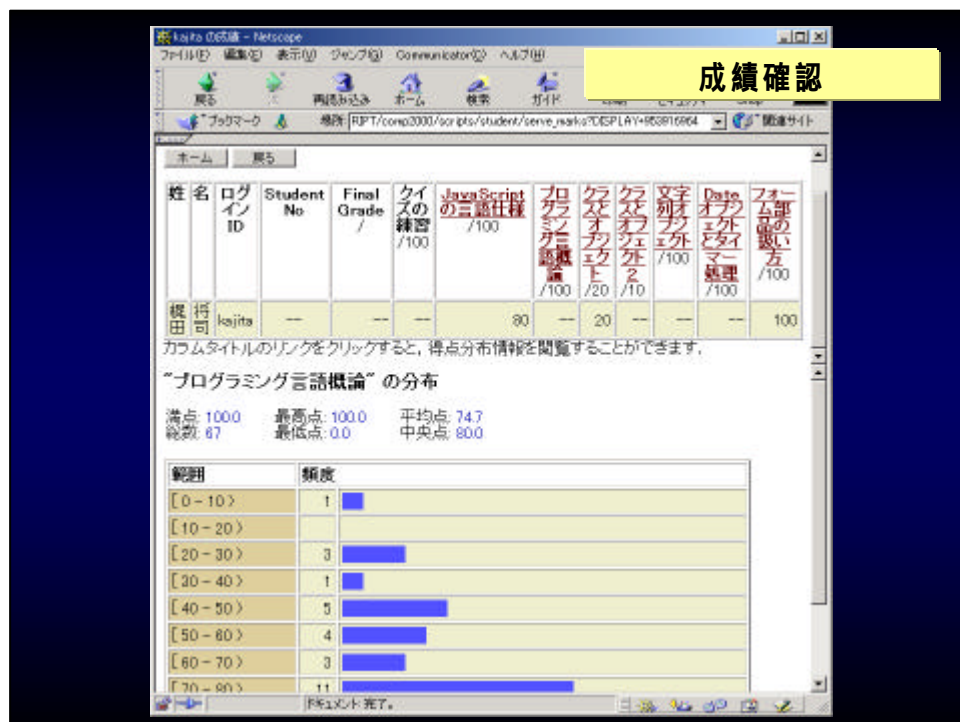 kajita の成績 - Netscape
ファイル(F) 編集(E) 表示(V) ジャンプ(G) Communicator(C) ヘルプ(H)
成績確認
戻る 再読み込み ホーム 検索 ガイド
ブックマーク 場所: RIPT/comp2000/scripts/student/serve_marks?DISPLAY+953916964 関連サイト
ホーム 戻る
姓 名 ログインID Student No Final Grade / クイズの練習 /100 JavaScriptの言語仕様 /100 プログラミング言語概論 /100 クラスとオブジェクト /20 クラスとオブジェクト2 /10 文字列オブジェクト /100 Dateオブジェクトとタイマー処理 /100 フォーム部品の扱い方 /100
梶田 将司 kajita -- -- -- 80 -- 20 -- -- -- 100
カラムタイトルのリンクをクリックすると, 得点分布情報を閲覧することができます.
"プログラミング言語概論" の分布
満点: 100.0 最高点: 100.0 平均点: 74.7
総数: 67 最低点: 0.0 中央点: 80.0
範囲 頻度
[ 0 - 10 ) 1
[ 10 - 20 )
[ 20 - 30 ) 3
[ 30 - 40 ) 1
[ 40 - 50 ) 5
[ 50 - 60 ) 4
[ 60 - 70 ) 3
[ 70 - 80 ) 11
ドキュメント完了。